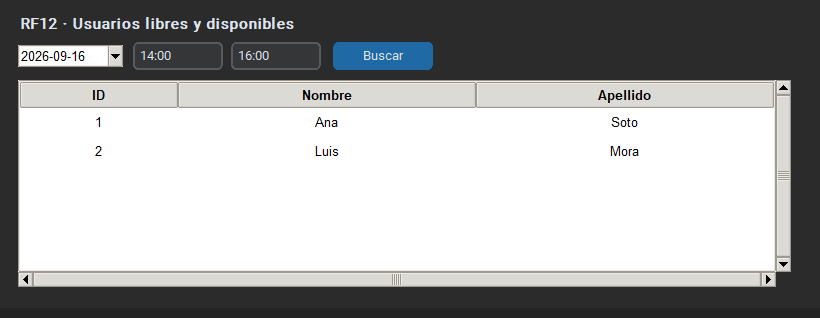 RF12 · Usuarios libres y disponibles
2026-09-16 14:00 16:00 Buscar
ID Nombre Apellido
1 Ana Soto
2 Luis Mora